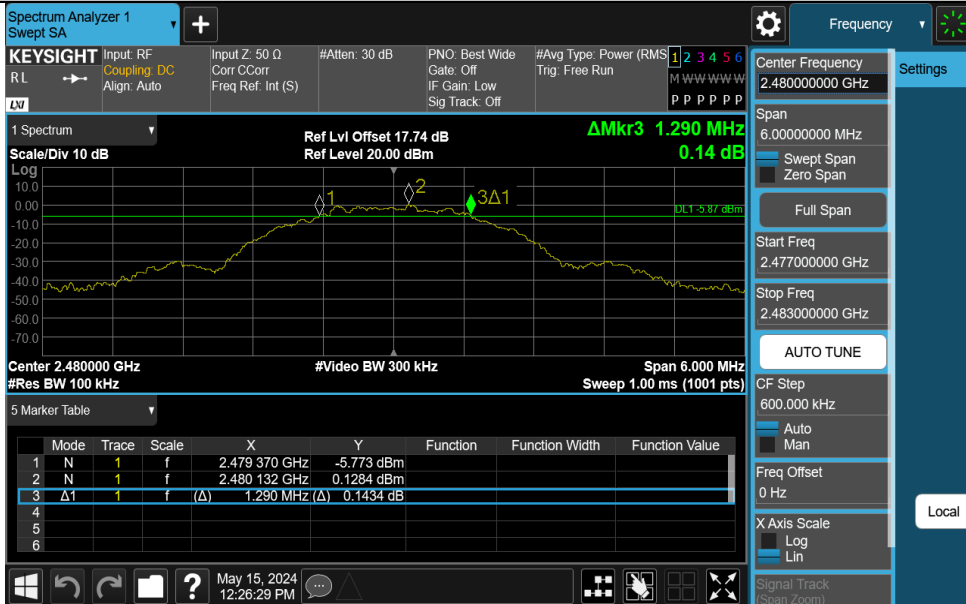 Spectrum Analyzer 1
Swept SA
+
Frequency
KEYSIGHT
RL
LXI
Input: RF
Coupling: DC
Align: Auto
Input Z: 50 Ω
Corr CCorr
Freq Ref: Int (S)
#Atten: 30 dB
PNO: Best Wide
Gate: Off
IF Gain: Low
Sig Track: Off
#Avg Type: Power (RMS
Trig: Free Run
1 2 3 4 5 6
M W W W W W
P P P P P P
1 Spectrum
Scale/Div 10 dB
Ref Lvl Offset 17.74 dB
Ref Level 20.00 dBm
ΔMkr3 1.290 MHz
0.14 dB
Log
10.0
0.00
-10.0
-20.0
-30.0
-40.0
-50.0
-60.0
-70.0
1
2
3Δ1
DL1 -5.87 dBm
Center 2.480000 GHz
#Res BW 100 kHz
#Video BW 300 kHz
Span 6.000 MHz
Sweep 1.00 ms (1001 pts)
5 Marker Table
Mode Trace Scale X Y Function Function Width Function Value
1 N 1 f 2.479 370 GHz -5.773 dBm
2 N 1 f 2.480 132 GHz 0.1284 dBm
3 Δ1 1 f (Δ) 1.290 MHz (Δ) 0.1434 dB
4
5
6
?
May 15, 2024
12:26:29 PM
Center Frequency
2.480000000 GHz
Span
6.00000000 MHz
Swept Span
Zero Span
Full Span
Start Freq
2.477000000 GHz
Stop Freq
2.483000000 GHz
AUTO TUNE
CF Step
600.000 kHz
Auto
Man
Freq Offset
0 Hz
X Axis Scale
Log
Lin
Signal Track
(Span Zoom)
Settings
Local